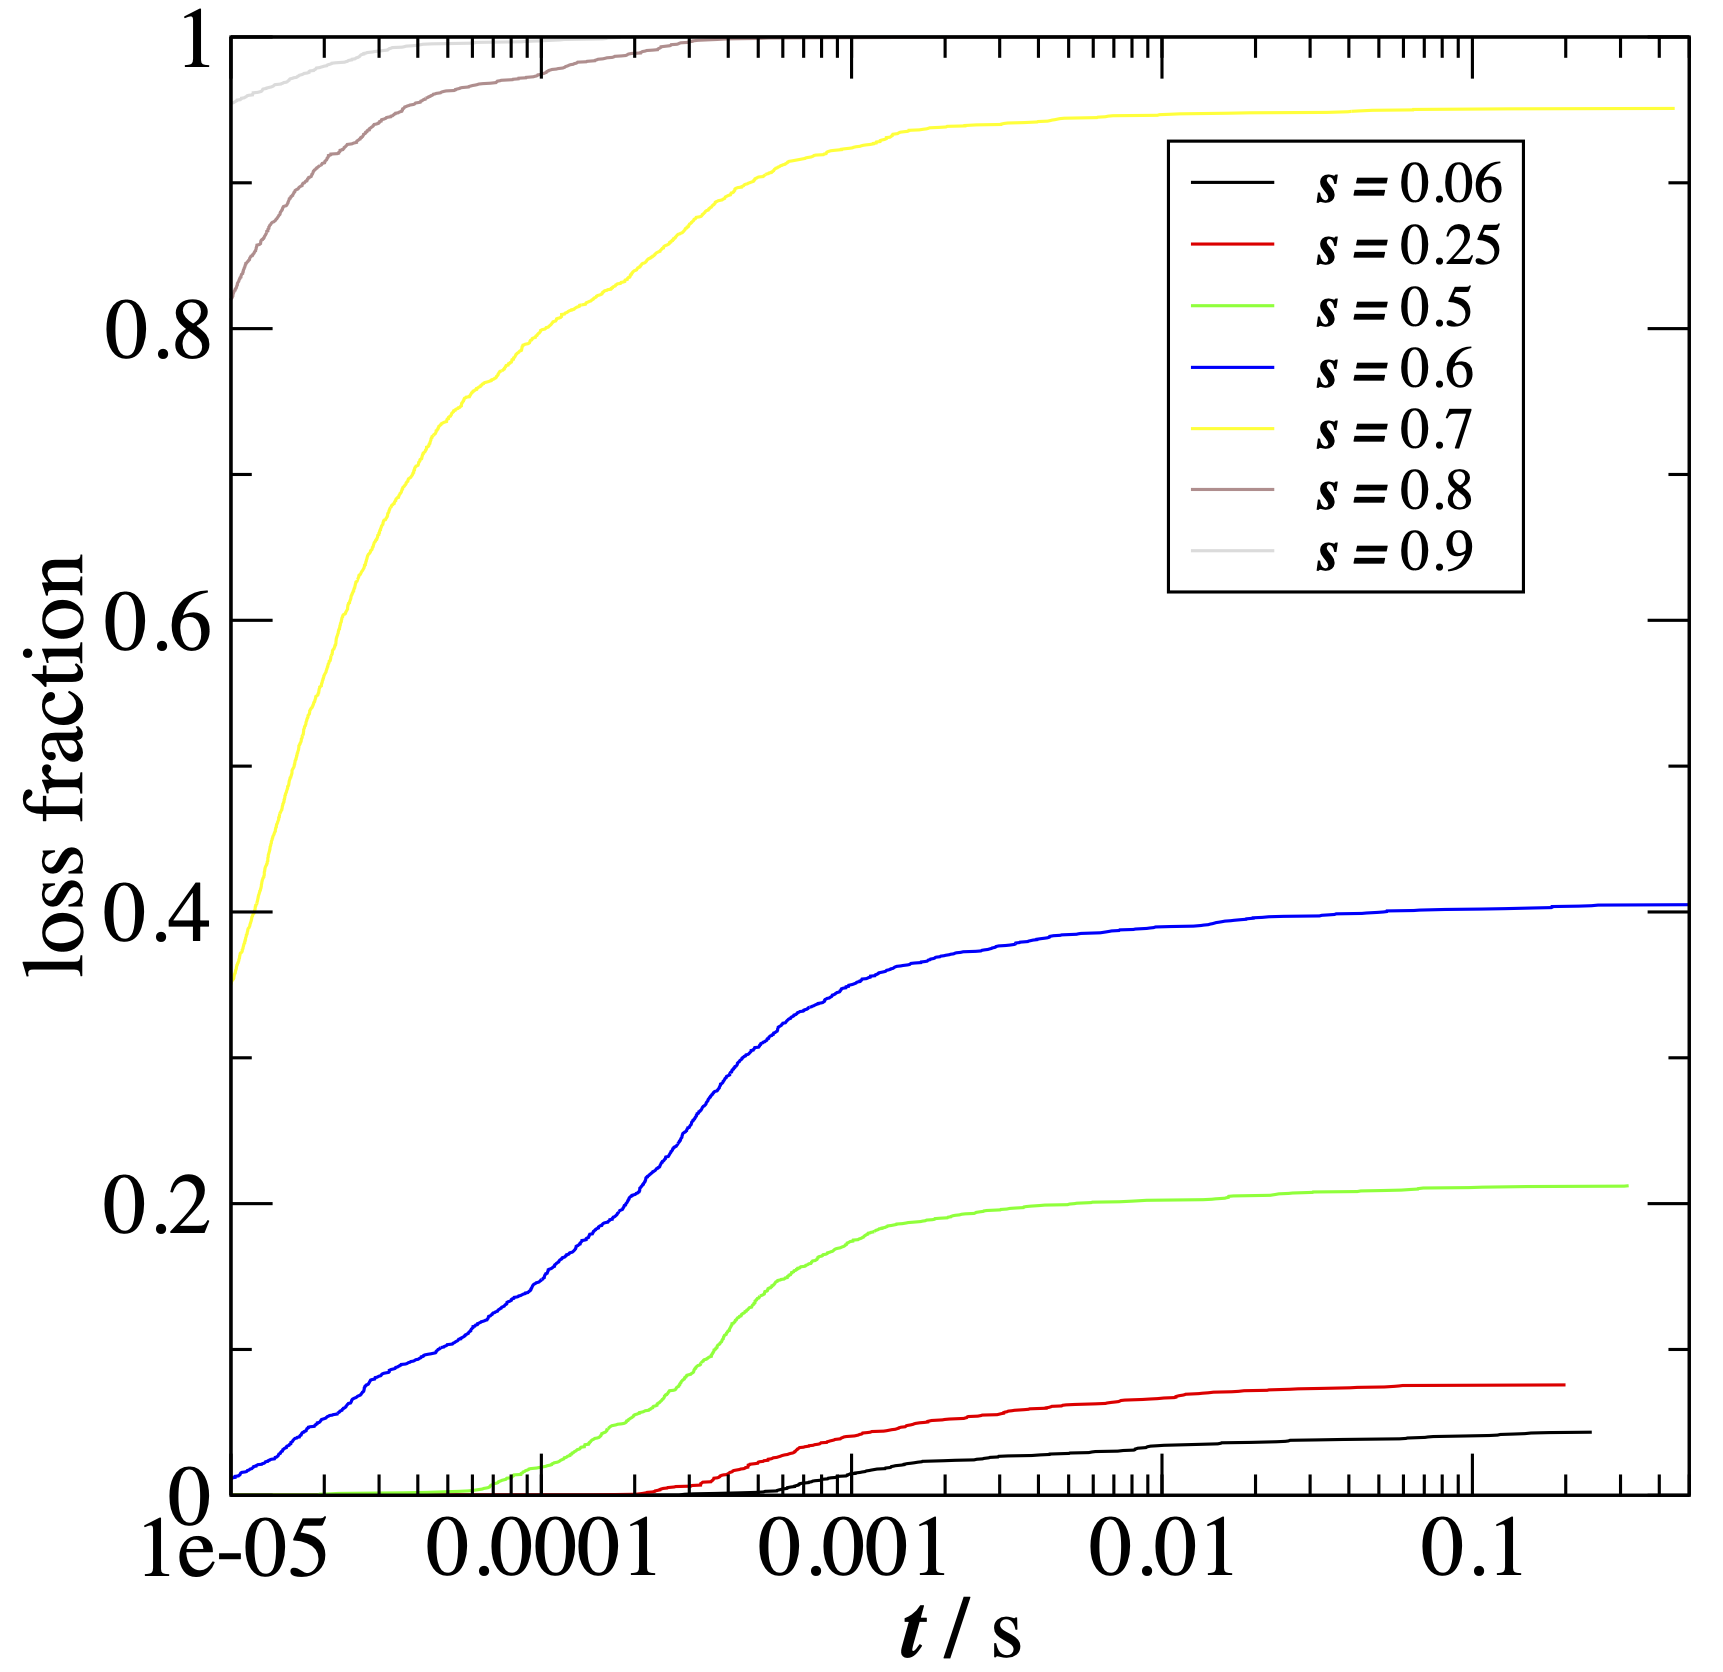 1
0.8
0.6
0.4
0.2
0
loss fraction
s = 0.06
s = 0.25
s = 0.5
s = 0.6
s = 0.7
s = 0.8
s = 0.9
1e-05 0.0001 0.001 0.01 0.1
t / s